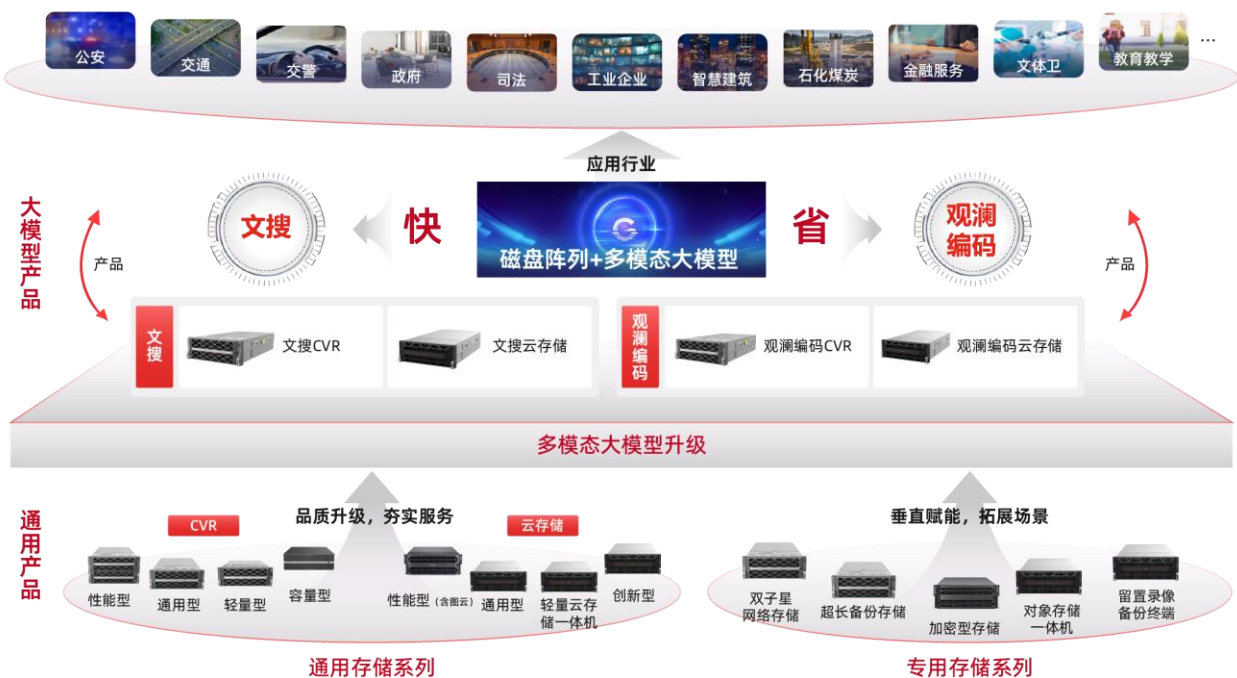 公安
交通
交警
政府
司法
工业企业
智慧建筑
石化煤炭
金融服务
文体卫
教育教学
...
应用行业
大模型产品
产品
文搜
快
磁盘阵列+多模态大模型
省
观澜
编码
产品
文搜
文搜CVR
文搜云存储
观澜编码
观澜编码CVR
观澜编码云存储
多模态大模型升级
通用产品
品质升级，夯实服务
CVR
云存储
性能型
通用型
轻量型
容量型
性能型（含图云）
通用型
轻量云存
储一体机
创新型
通用存储系列
垂直赋能，拓展场景
双子星
网络存储
超长备份存储
加密型存储
对象存储
一体机
留置录像
备份终端
专用存储系列